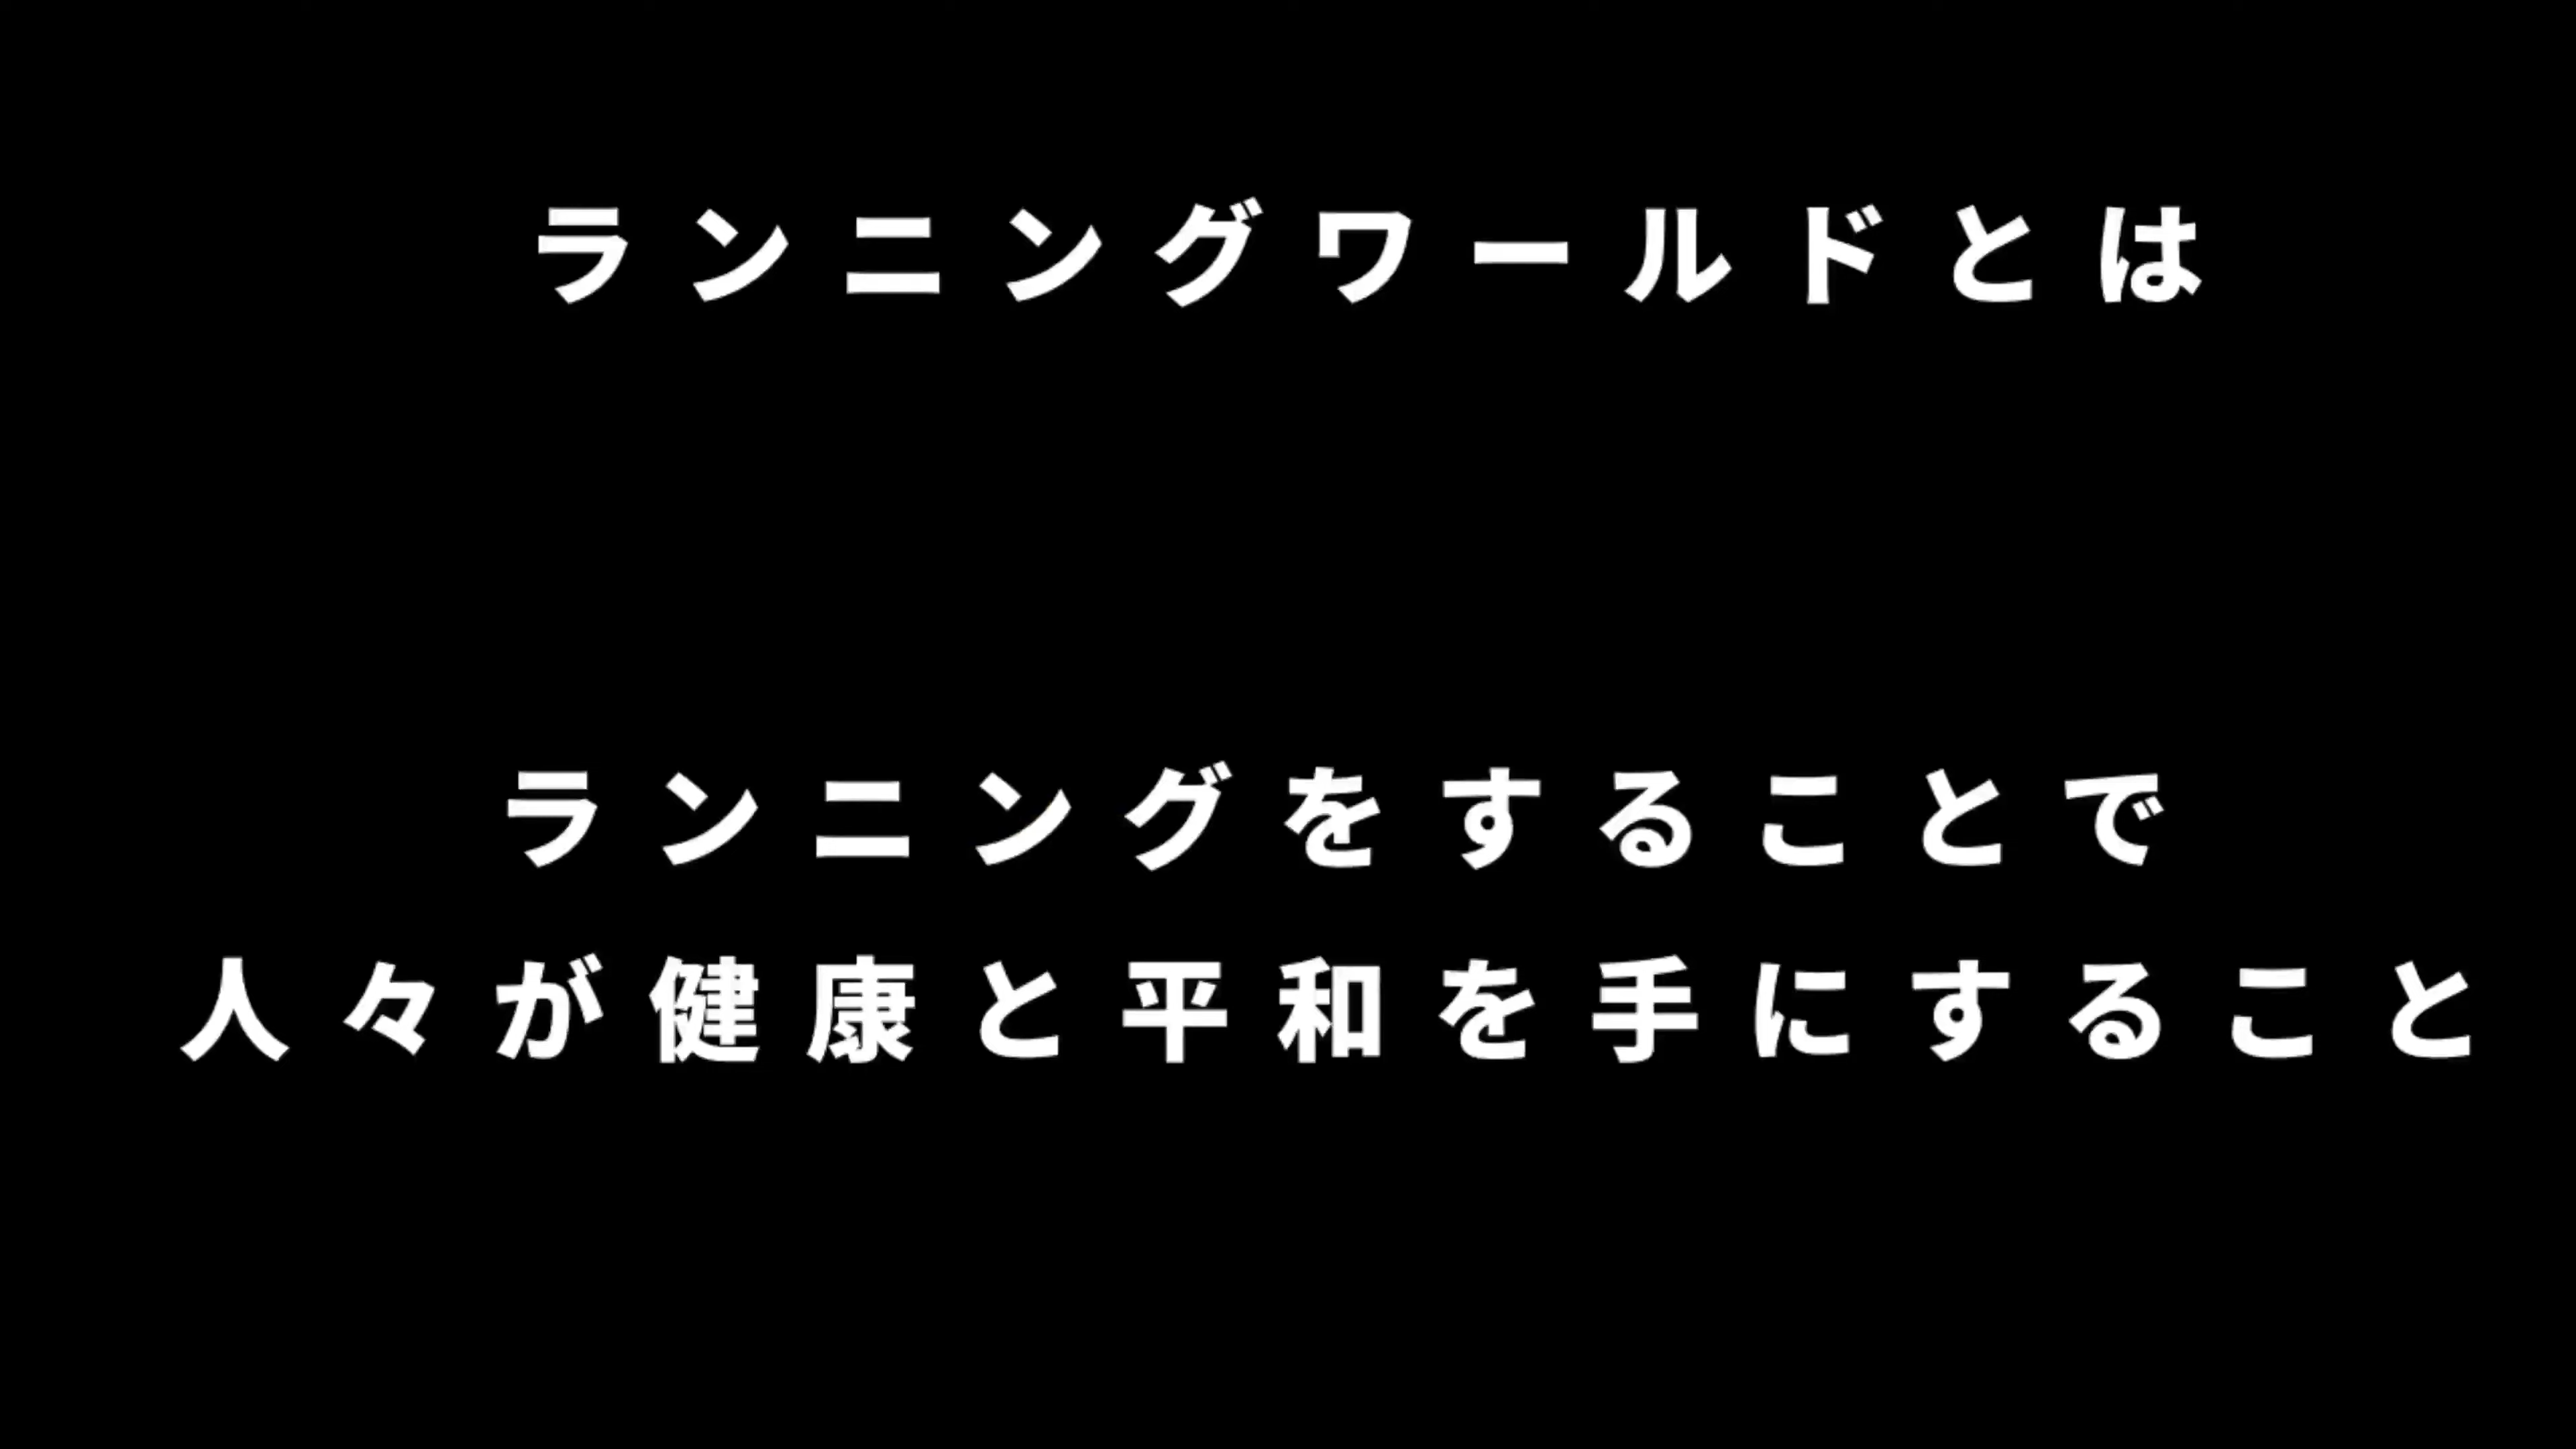 ランニングワールドとは
ランニングをすることで
人々が健康と平和を手にすること